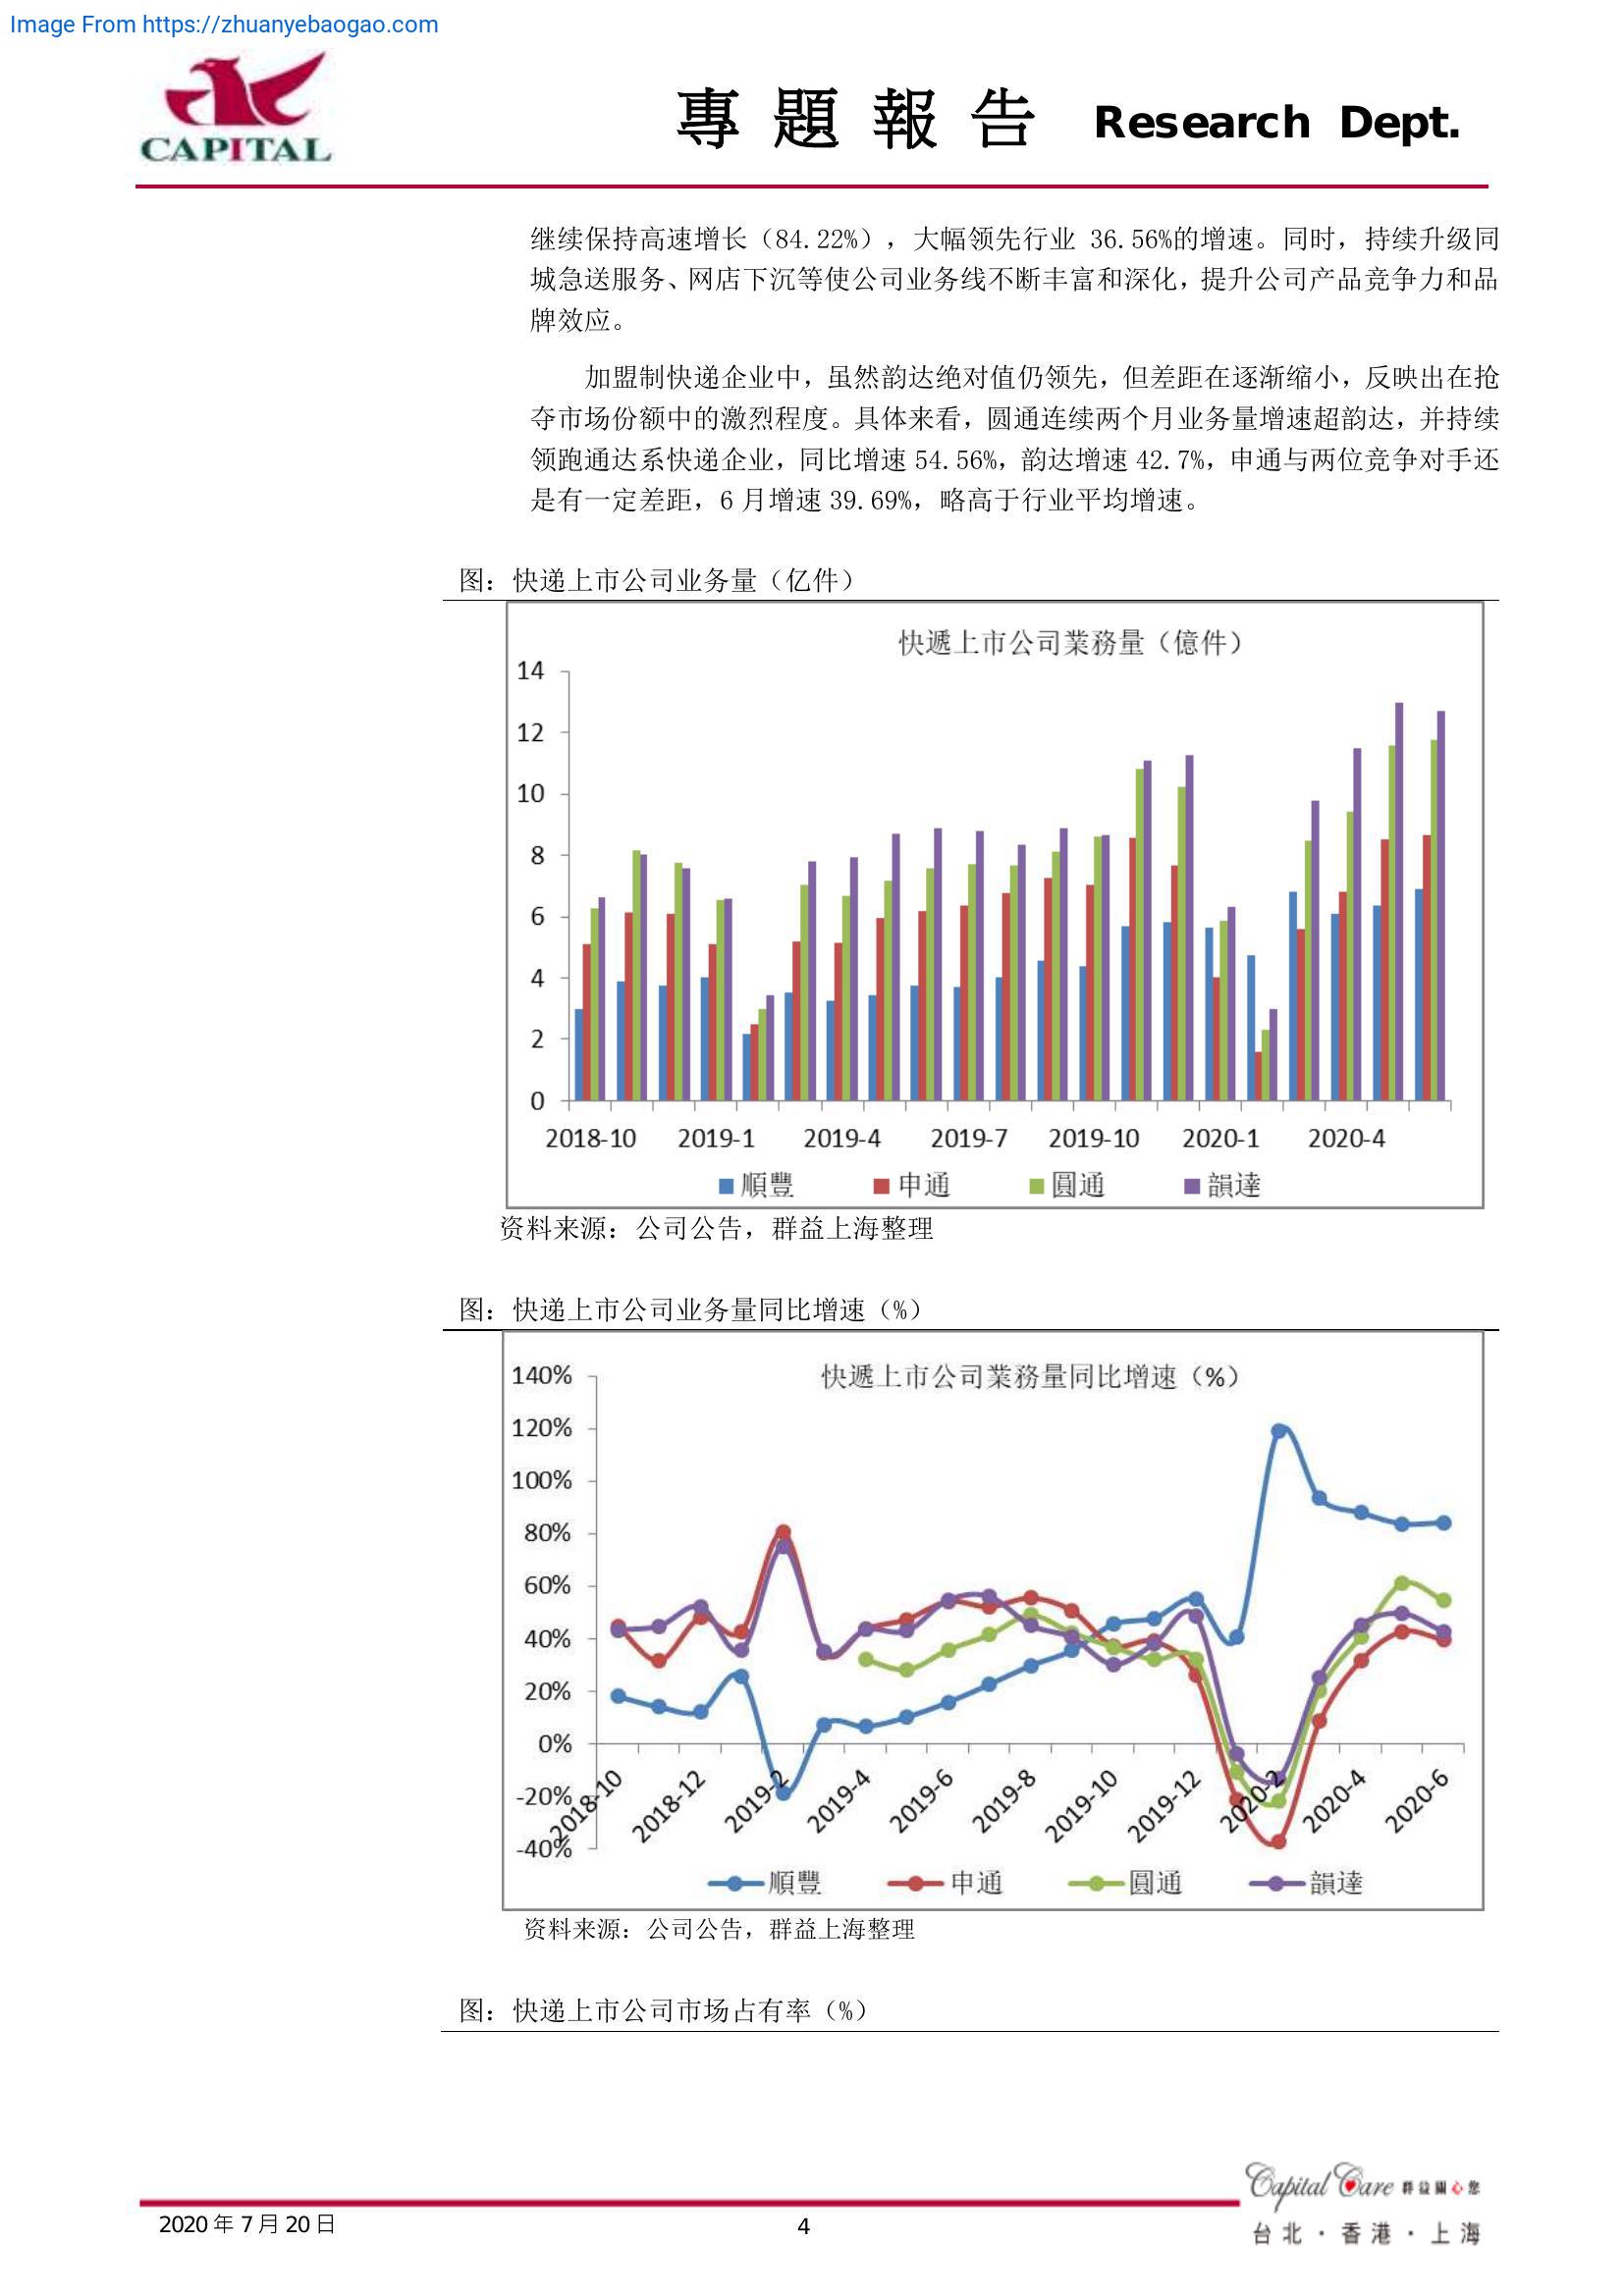 Image From https://zhuanyebaogao.com
CAPITAL
專 題 報 告 Research Dept.
继续保持高速增长（84.22%），大幅领先行业 36.56%的增速。同时，持续升级同
城急送服务、网店下沉等使公司业务线不断丰富和深化，提升公司产品竞争力和品
牌效应。
加盟制快递企业中，虽然韵达绝对值仍领先，但差距在逐渐缩小，反映出在抢
夺市场份额中的激烈程度。具体来看，圆通连续两个月业务量增速超韵达，并持续
领跑通达系快递企业，同比增速 54.56%，韵达增速 42.7%，申通与两位竞争对手还
是有一定差距，6 月增速 39.69%，略高于行业平均增速。
图：快递上市公司业务量（亿件）
快遞上市公司業務量（億件）
14
12
10
8
6
4
2
0
2018-10 2019-1 2019-4 2019-7 2019-10 2020-1 2020-4
順豐 申通 圓通 韻達
资料来源：公司公告，群益上海整理
图：快递上市公司业务量同比增速（%）
快遞上市公司業務量同比增速（%）
140%
120%
100%
80%
60%
40%
20%
0%
-20%
-40%
2018-10 2018-12 2019-2 2019-4 2019-6 2019-8 2019-10 2019-12 2020-2 2020-4 2020-6
順豐 申通 圓通 韻達
资料来源：公司公告，群益上海整理
图：快递上市公司市场占有率（%）
Capital Care 群益關心您
2020 年 7 月 20 日 4
台 北 · 香 港 · 上 海